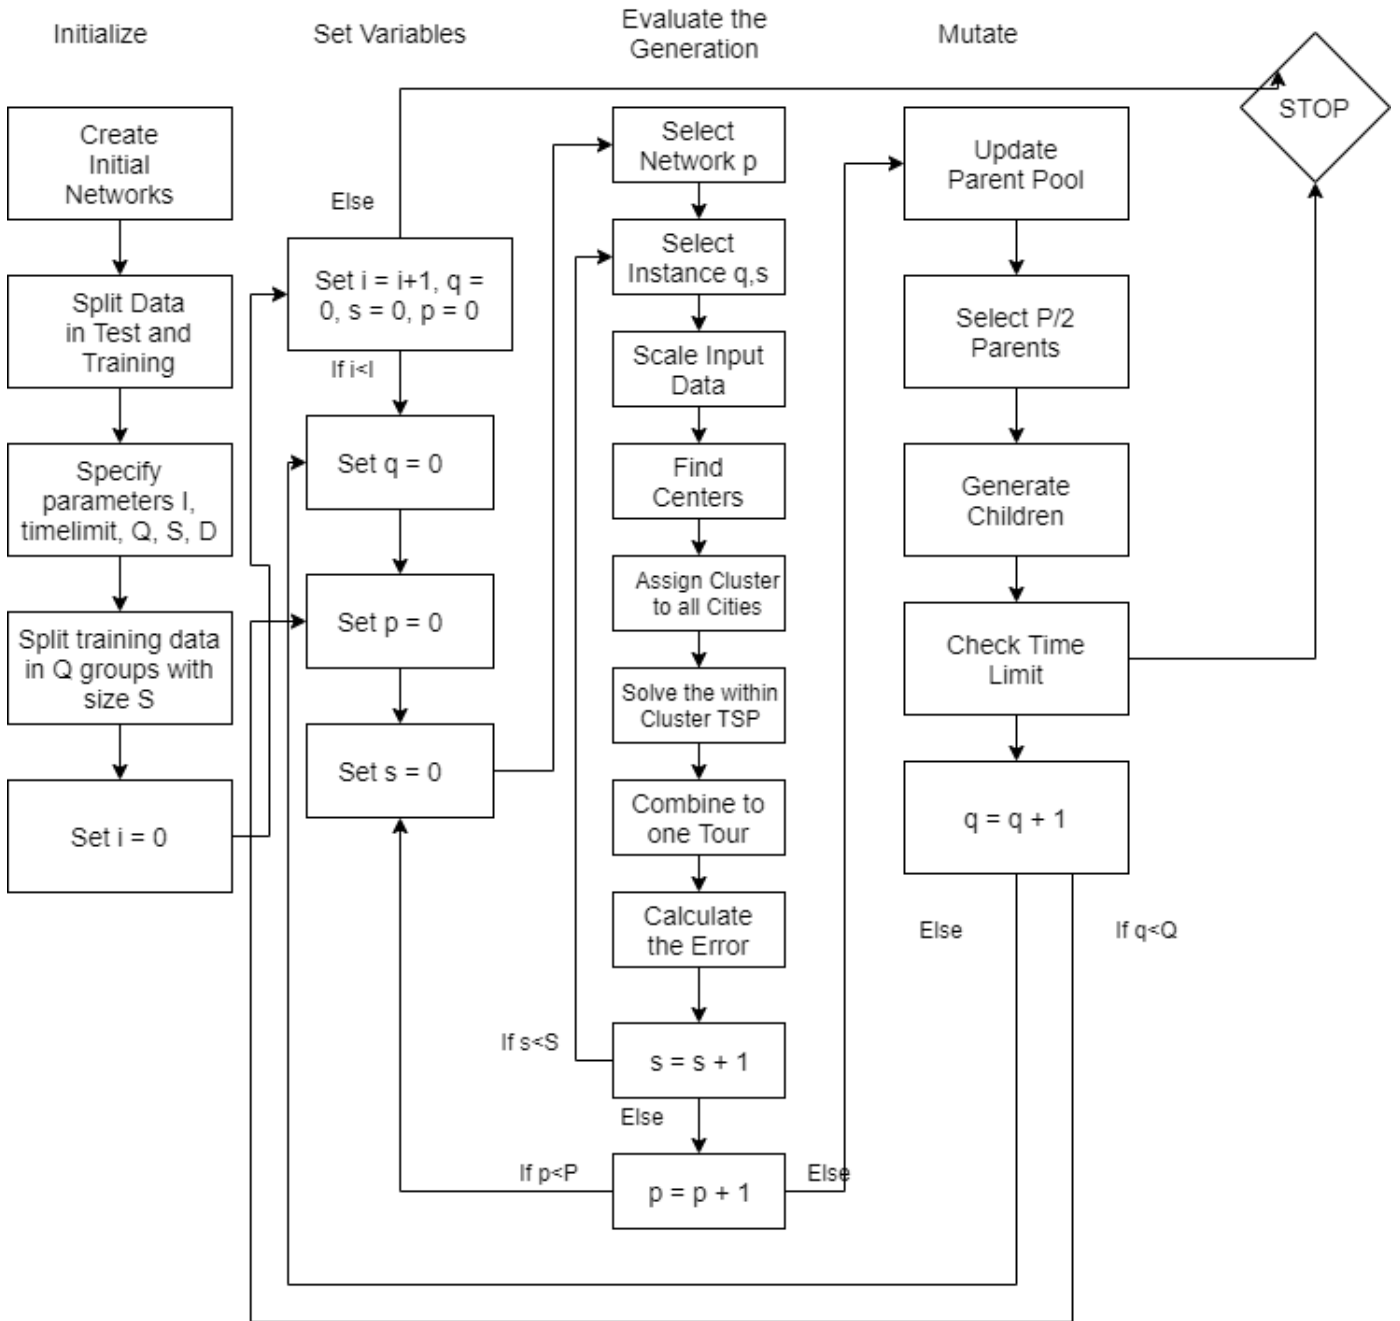 Initialize
Set Variables
Evaluate the
Generation
Mutate
STOP
Create
Initial
Networks
Split Data
in Test and
Training
Specify
parameters I,
timelimit, Q, S, D
Split training data
in Q groups with
size S
Set i = 0
Else
Set i = i+1, q =
0, s = 0, p = 0
If i<I
Set q = 0
Set p = 0
Set s = 0
Select
Network p
Select
Instance q,s
Scale Input
Data
Find
Centers
Assign Cluster
to all Cities
Solve the within
Cluster TSP
Combine to
one Tour
Calculate
the Error
If s<S
s = s + 1
Else
If p<P
p = p + 1
Else
Update
Parent Pool
Select P/2
Parents
Generate
Children
Check Time
Limit
q = q + 1
Else
If q<Q